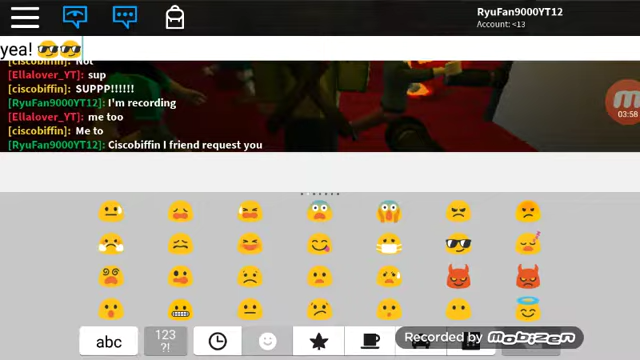 RyuFan9000YT12
Account: <13
yea! 😎😎
[ciscobiffin]: Not
[Ellalover_YT]: sup
[ciscobiffin]: SUPPP!!!!!!
[RyuFan9000YT12]: I'm recording
[Ellalover_YT]: me too
[ciscobiffin]: Me to
[RyuFan9000YT12]: Ciscobiffin I friend request you
03:58
abc
123
?!
Recorded by Mobizen